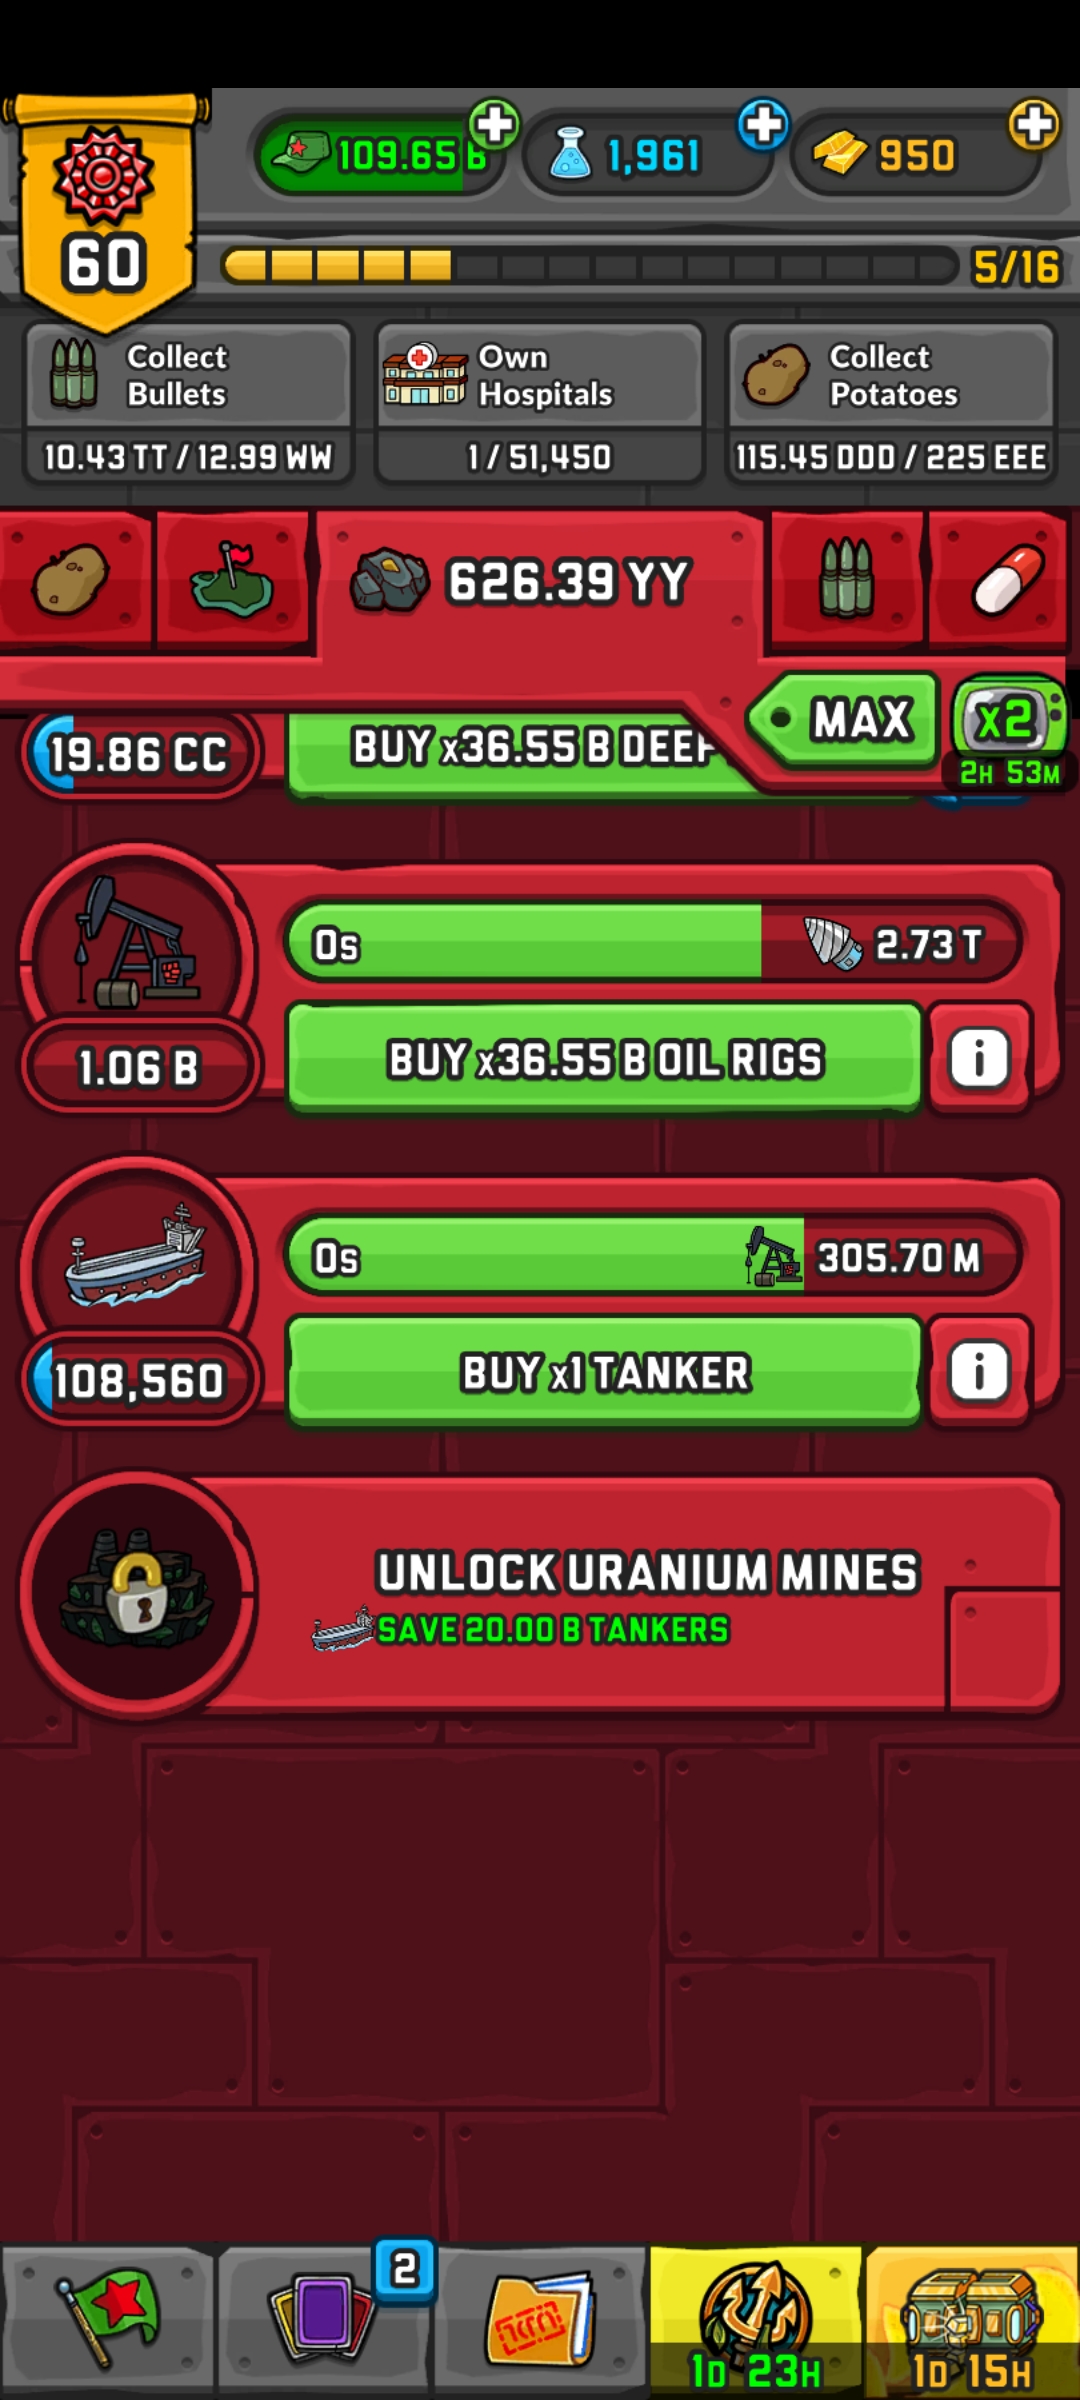 109.65 B
1,961
950
60
5/16
Collect
Bullets
10.43 TT / 12.99 WW
Own
Hospitals
1 / 51,450
Collect
Potatoes
115.45 DDD / 225 EEE
626.39 YY
MAX
x2
2H 53M
19.86 CC
BUY x36.55 B DEEP
0s
2.73 T
1.06 B
BUY x36.55 B OIL RIGS
i
0s
305.70 M
108,560
BUY x1 TANKER
i
UNLOCK URANIUM MINES
SAVE 20.00 B TANKERS
2
1D 23H
1D 15H